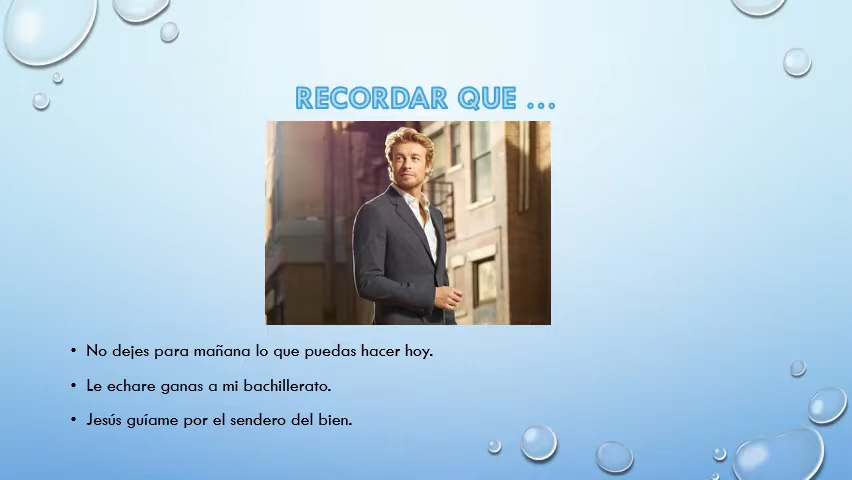 RECORDAR QUE ...
• No dejes para mañana lo que puedas hacer hoy.
• Le echare ganas a mi bachillerato.
• Jesús guíame por el sendero del bien.